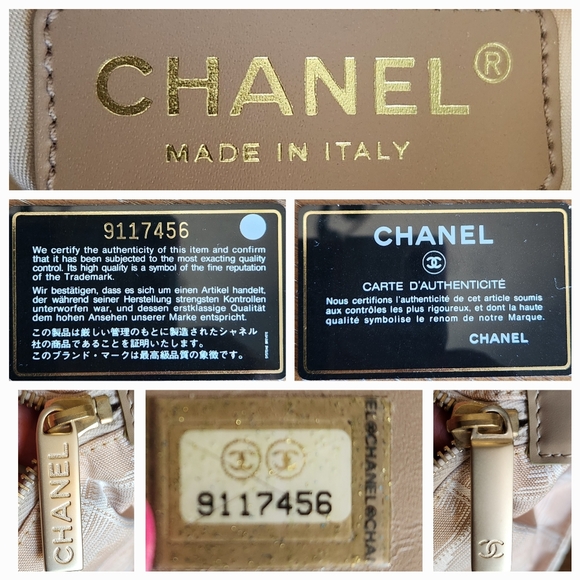 CHANEL®
MADE IN ITALY
9117456
We certify the authenticity of this item and confirm
that it has been subjected to the most exacting quality
control. Its high quality is a symbol of the fine reputation
of the Trademark.
Wir bestätigen, dass es sich um einen Artikel handelt,
der während seiner Herstellung strengsten Kontrollen
unterworfen war, und dessen erstklassige Qualität
dem hohen Ansehen unserer Marke entspricht.
この製品は厳しい管理のもとに製造されたシャネル
社の商品であることを証明いたします。
このブランド・マークは最高級品質の象徴です。
CHANEL
CARTE D'AUTHENTICITÉ
Nous certifions l'authenticité de cet article soumis
aux contrôles les plus rigoureux, et dont la haute
qualité symbolise le renom de notre Marque.
CHANEL
CHANEL
9117456
CHANEL